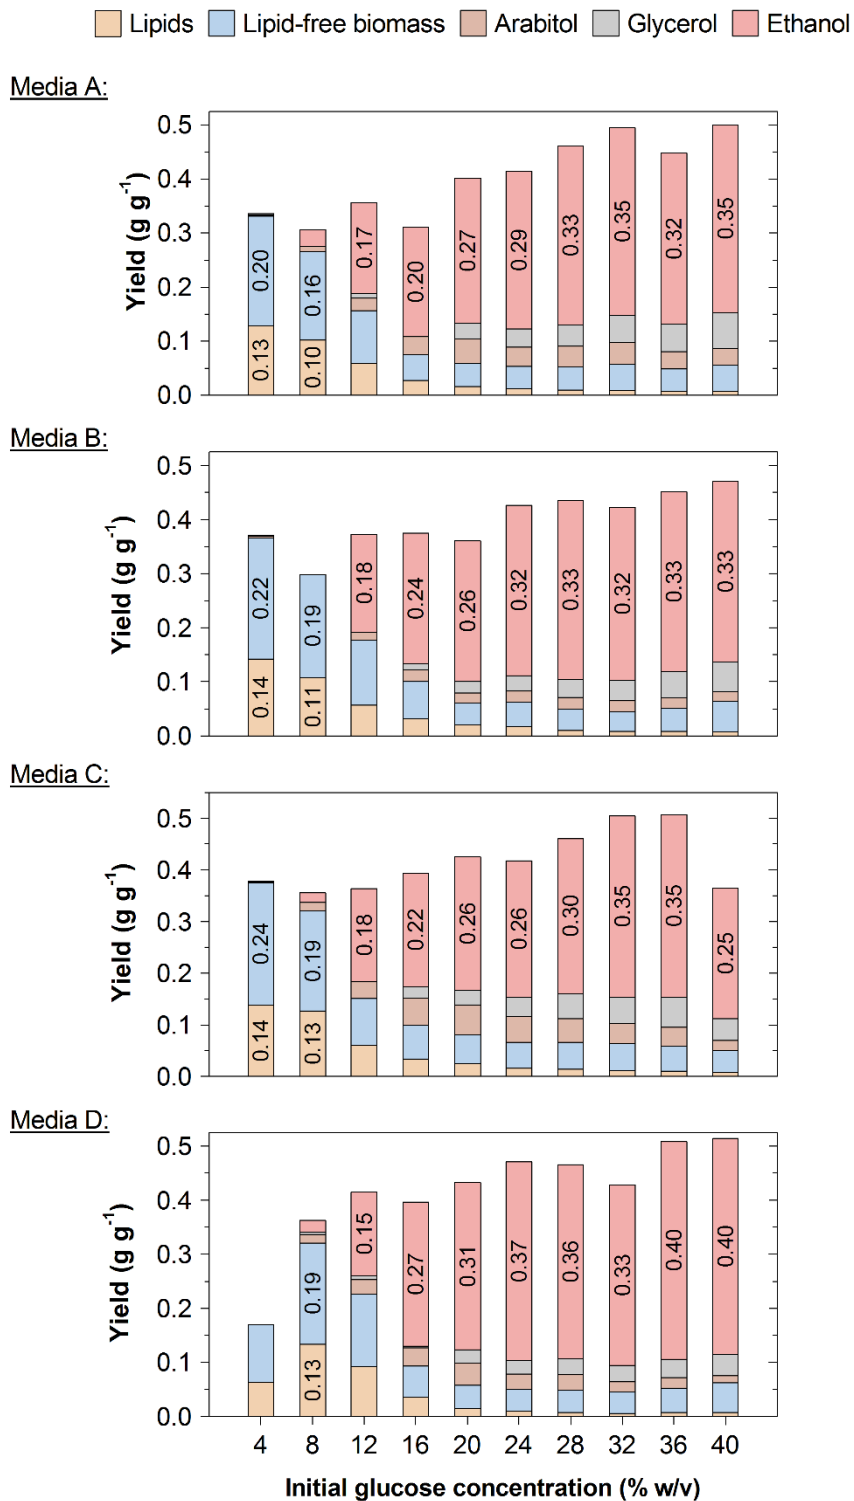 Lipids Lipid-free biomass Arabitol Glycerol Ethanol
Media A:
Yield (g g⁻¹)
0.5
0.4
0.3
0.2
0.1
0.0
0.13 0.20 0.10 0.16 0.17 0.20 0.27 0.29 0.33 0.35 0.32 0.35
Media B:
Yield (g g⁻¹)
0.5
0.4
0.3
0.2
0.1
0.0
0.14 0.22 0.11 0.19 0.18 0.24 0.26 0.32 0.33 0.32 0.33 0.33
Media C:
Yield (g g⁻¹)
0.5
0.4
0.3
0.2
0.1
0.0
0.14 0.24 0.13 0.19 0.18 0.22 0.26 0.26 0.30 0.35 0.35 0.25
Media D:
Yield (g g⁻¹)
0.5
0.4
0.3
0.2
0.1
0.0
0.13 0.19 0.15 0.27 0.31 0.37 0.36 0.33 0.40 0.40
4 8 12 16 20 24 28 32 36 40
Initial glucose concentration (% w/v)